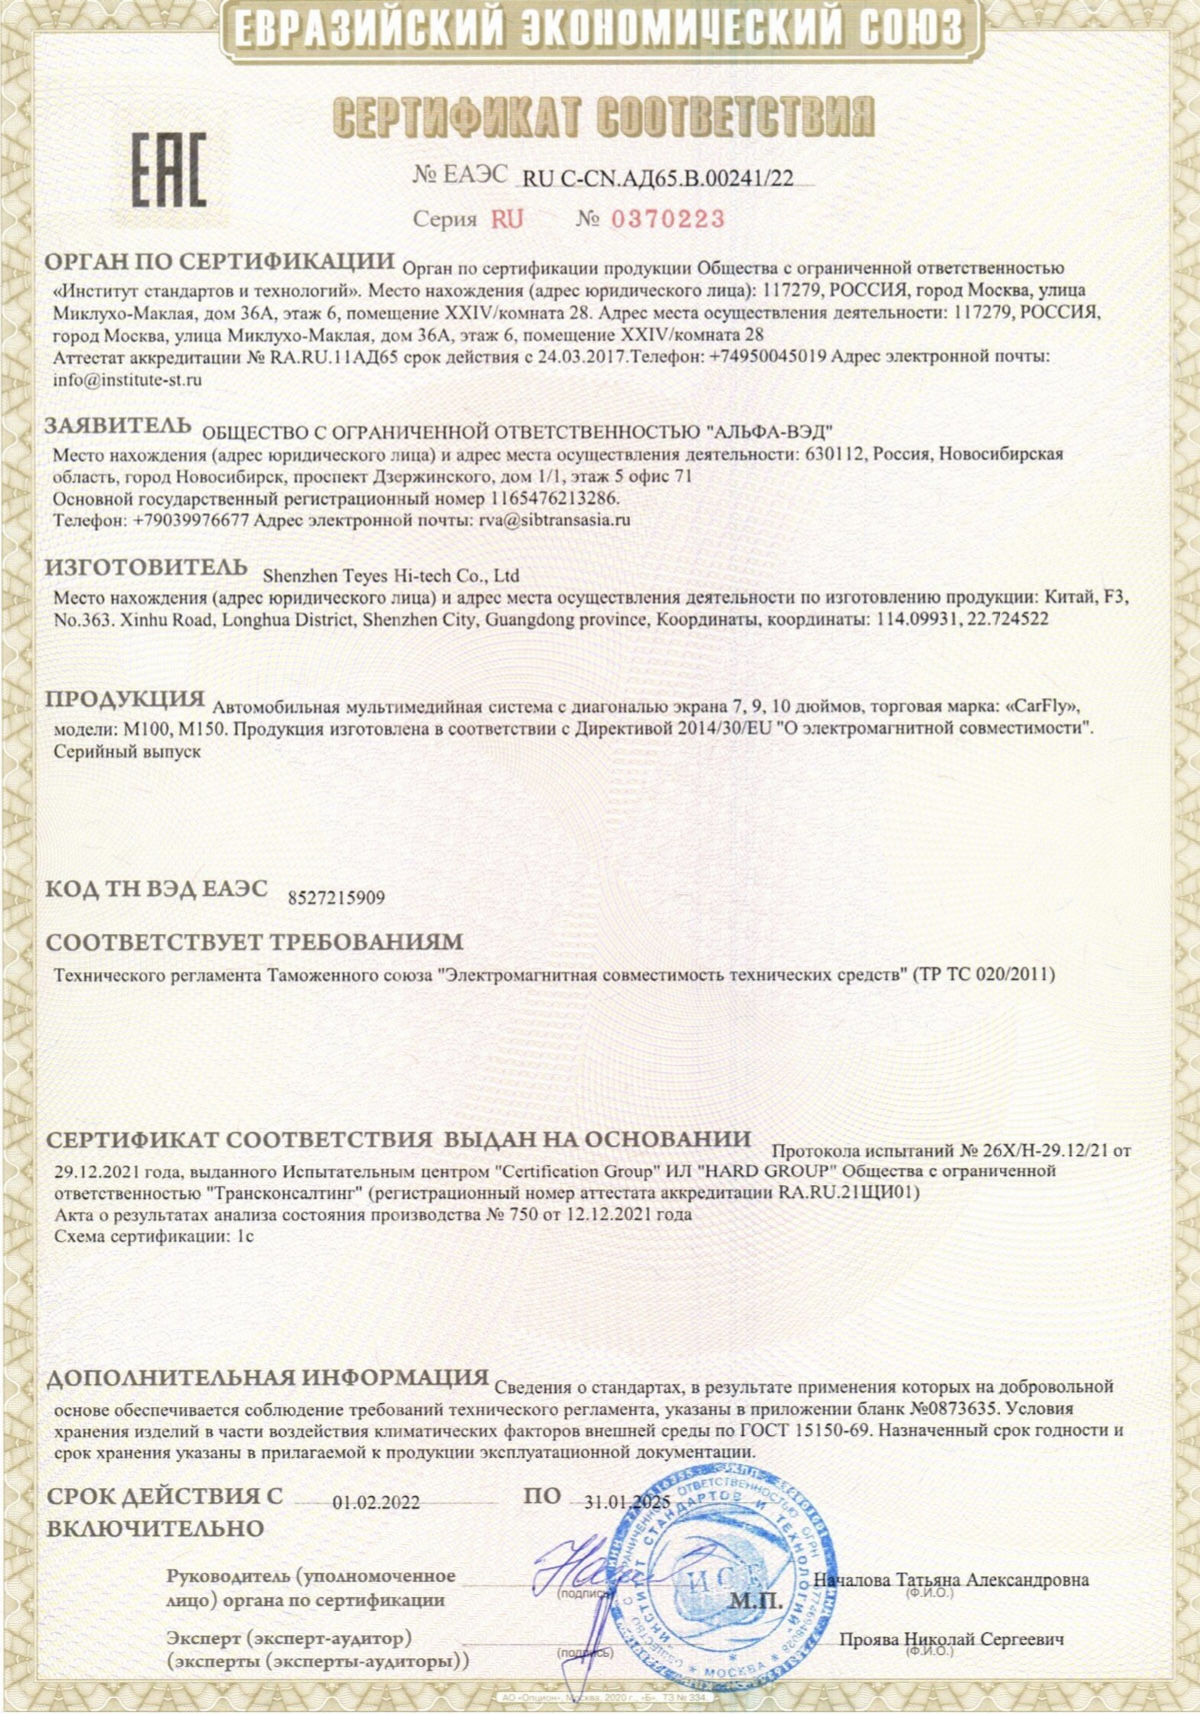 ЕВРАЗИЙСКИЙ ЭКОНОМИЧЕСКИЙ СОЮЗ
СЕРТИФИКАТ СООТВЕТСТВИЯ
EAC
№ ЕАЭС RU C-CN.АД65.В.00241/22
Серия RU № 0370223
ОРГАН ПО СЕРТИФИКАЦИИ Орган по сертификации продукции Общества с ограниченной ответственностью
«Институт стандартов и технологий». Место нахождения (адрес юридического лица): 117279, РОССИЯ, город Москва, улица
Миклухо-Маклая, дом 36А, этаж 6, помещение XXIV/комната 28. Адрес места осуществления деятельности: 117279, РОССИЯ,
город Москва, улица Миклухо-Маклая, дом 36А, этаж 6, помещение XXIV/комната 28
Аттестат аккредитации № RA.RU.11АД65 срок действия с 24.03.2017.Телефон: +74950045019 Адрес электронной почты:
info@institute-st.ru
ЗАЯВИТЕЛЬ ОБЩЕСТВО С ОГРАНИЧЕННОЙ ОТВЕТСТВЕННОСТЬЮ "АЛЬФА-ВЭД"
Место нахождения (адрес юридического лица) и адрес места осуществления деятельности: 630112, Россия, Новосибирская
область, город Новосибирск, проспект Дзержинского, дом 1/1, этаж 5 офис 71
Основной государственный регистрационный номер 1165476213286.
Телефон: +79039976677 Адрес электронной почты: rva@sibtransasia.ru
ИЗГОТОВИТЕЛЬ Shenzhen Teyes Hi-tech Co., Ltd
Место нахождения (адрес юридического лица) и адрес места осуществления деятельности по изготовлению продукции: Китай, F3,
No.363. Xinhu Road, Longhua District, Shenzhen City, Guangdong province, Координаты, координаты: 114.09931, 22.724522
ПРОДУКЦИЯ Автомобильная мультимедийная система с диагональю экрана 7, 9, 10 дюймов, торговая марка: «CarFly»,
модели: М100, М150. Продукция изготовлена в соответствии с Директивой 2014/30/EU "О электромагнитной совместимости".
Серийный выпуск
КОД ТН ВЭД ЕАЭС 8527215909
СООТВЕТСТВУЕТ ТРЕБОВАНИЯМ
Технического регламента Таможенного союза "Электромагнитная совместимость технических средств" (ТР ТС 020/2011)
СЕРТИФИКАТ СООТВЕТСТВИЯ ВЫДАН НА ОСНОВАНИИ Протокола испытаний № 26Х/Н-29.12/21 от
29.12.2021 года, выданного Испытательным центром "Certification Group" ИЛ "HARD GROUP" Общества с ограниченной
ответственностью "Трансконсалтинг" (регистрационный номер аттестата аккредитации RA.RU.21ЩИ01)
Акта о результатах анализа состояния производства № 750 от 12.12.2021 года
Схема сертификации: 1с
ДОПОЛНИТЕЛЬНАЯ ИНФОРМАЦИЯ Сведения о стандартах, в результате применения которых на добровольной
основе обеспечивается соблюдение требований технического регламента, указаны в приложении бланк №0873635. Условия
хранения изделий в части воздействия климатических факторов внешней среды по ГОСТ 15150-69. Назначенный срок годности и
срок хранения указаны в прилагаемой к продукции эксплуатационной документации.
СРОК ДЕЙСТВИЯ С 01.02.2022 ПО 31.01.2025
ВКЛЮЧИТЕЛЬНО
Руководитель (уполномоченное
лицо) органа по сертификации
(подпись)
М.П.
Началова Татьяна Александровна
(Ф.И.О.)
Эксперт (эксперт-аудитор)
(эксперты (эксперты-аудиторы))
(подпись)
Проява Николай Сергеевич
(Ф.И.О.)
"ИНСТИТУТ СТАНДАРТОВ И ТЕХНОЛОГИЙ"
* МОСКВА *
АО «Опцион», Москва, 2020 г., «Б», ТЗ № 334.